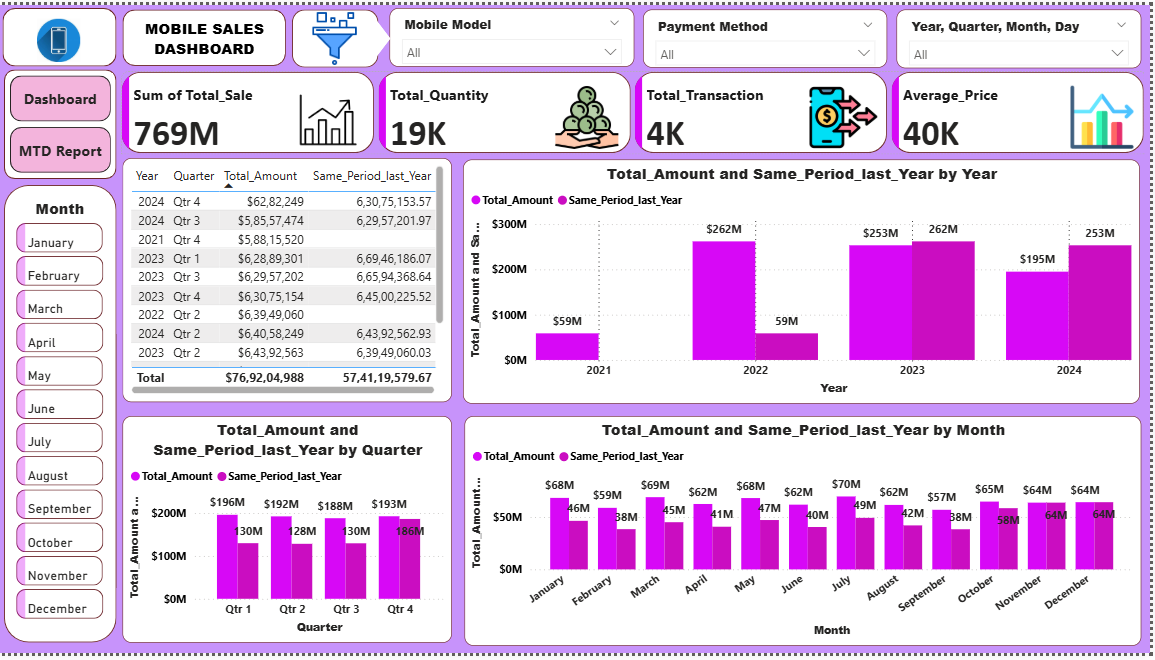 MOBILE SALES
DASHBOARD
Mobile Model
All
Payment Method
All
Year, Quarter, Month, Day
All
Dashboard
MTD Report
Sum of Total_Sale
769M
Total_Quantity
19K
Total_Transaction
4K
Average_Price
40K
Month
January
February
March
April
May
June
July
August
September
October
November
December
Year Quarter Total_Amount Same_Period_last_Year
2024 Qtr 4 $62,82,249 6,30,75,153.57
2024 Qtr 3 $5,85,57,474 6,29,57,201.97
2021 Qtr 4 $5,88,15,520
2023 Qtr 1 $6,28,89,301 6,69,46,186.07
2023 Qtr 3 $6,29,57,202 6,65,94,368.64
2023 Qtr 4 $6,30,75,154 6,45,00,225.52
2022 Qtr 2 $6,39,49,060
2024 Qtr 2 $6,40,58,249 6,43,92,562.93
2023 Qtr 2 $6,43,92,563 6,39,49,060.03
Total $76,92,04,988 57,41,19,579.67
Total_Amount and Same_Period_last_Year by Year
Total_Amount Same_Period_last_Year
Total_Amount and Sa...
$300M
$200M
$100M
$0M
$59M
$262M
59M
$253M
262M
$195M
253M
2021 2022 2023 2024
Year
Total_Amount and
Same_Period_last_Year by Quarter
Total_Amount Same_Period_last_Year
Total_Amount a...
$200M
$100M
$0M
$196M
130M
$192M
128M
$188M
130M
$193M
186M
Qtr 1 Qtr 2 Qtr 3 Qtr 4
Quarter
Total_Amount and Same_Period_last_Year by Month
Total_Amount Same_Period_last_Year
Total_Amount...
$50M
$0M
$68M
46M
$59M
38M
$69M
45M
$62M
41M
$68M
47M
$62M
40M
$70M
49M
$62M
42M
$57M
38M
$65M
58M
$64M
64M
$64M
64M
January February March April May June July August September October November December
Month